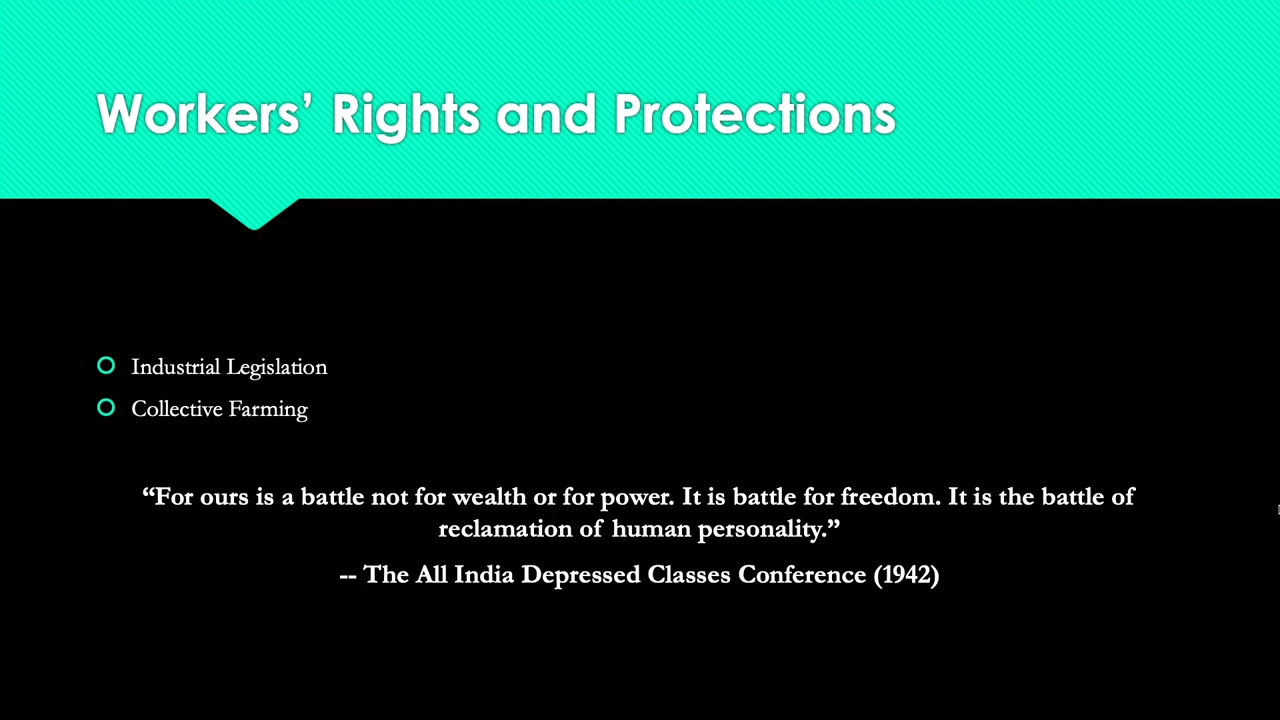 Workers’ Rights and Protections
Industrial Legislation
Collective Farming
“For ours is a battle not for wealth or for power. It is battle for freedom. It is the battle of
reclamation of human personality.”
-- The All India Depressed Classes Conference (1942)